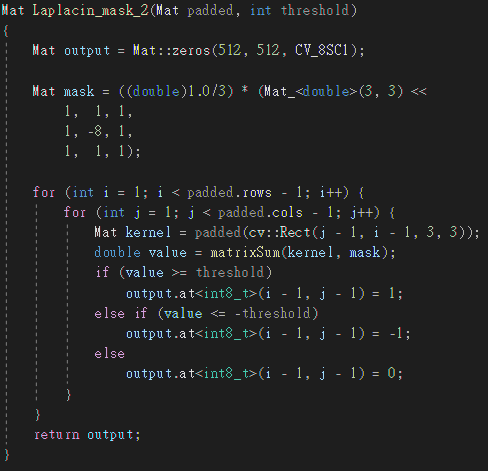 Mat Laplacin_mask_2(Mat padded, int threshold)
{
    Mat output = Mat::zeros(512, 512, CV_8SC1);

    Mat mask = ((double)1.0/3) * (Mat_<double>(3, 3) <<
        1,  1, 1,
        1, -8, 1,
        1,  1, 1);

    for (int i = 1; i < padded.rows - 1; i++) {
        for (int j = 1; j < padded.cols - 1; j++) {
            Mat kernel = padded(cv::Rect(j - 1, i - 1, 3, 3));
            double value = matrixSum(kernel, mask);
            if (value >= threshold)
                output.at<int8_t>(i - 1, j - 1) = 1;
            else if (value <= -threshold)
                output.at<int8_t>(i - 1, j - 1) = -1;
            else
                output.at<int8_t>(i - 1, j - 1) = 0;
        }
    }
    return output;
}